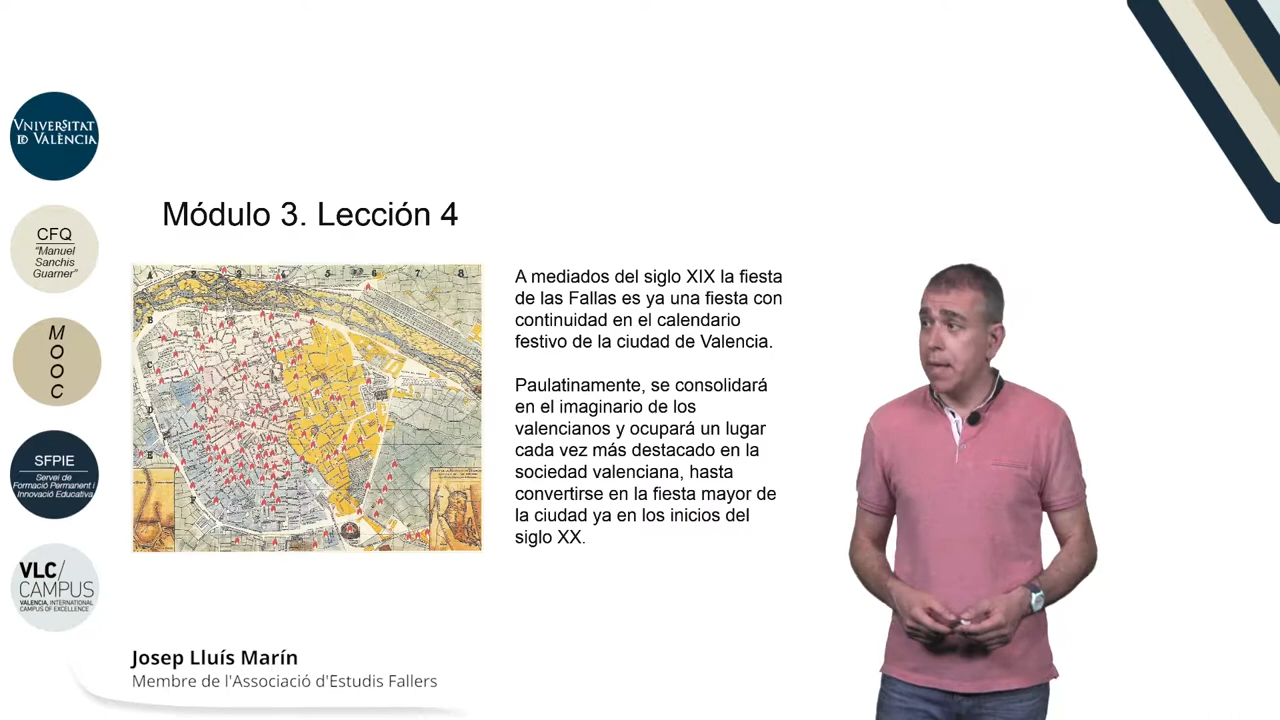 VNIVERSITAT
D VALÈNCIA
CFQ
"Manuel
Sanchis
Guarner"
M
O
O
C
SFPIE
Servei de
Formació Permanent i
Innovació Educativa
VLC/
CAMPUS
VALENCIA, INTERNATIONAL
CAMPUS OF EXCELLENCE
Módulo 3. Lección 4
A mediados del siglo XIX la fiesta
de las Fallas es ya una fiesta con
continuidad en el calendario
festivo de la ciudad de Valencia.
Paulatinamente, se consolidará
en el imaginario de los
valencianos y ocupará un lugar
cada vez más destacado en la
sociedad valenciana, hasta
convertirse en la fiesta mayor de
la ciudad ya en los inicios del
siglo XX.
Josep Lluís Marín
Membre de l'Associació d'Estudis Fallers